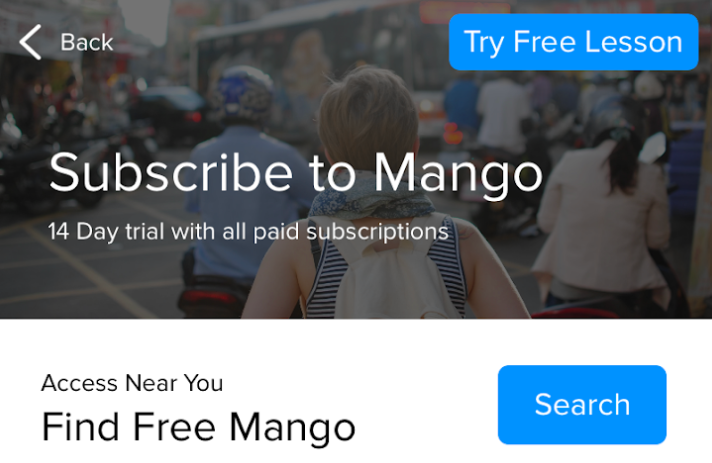 Back
Try Free Lesson
Subscribe to Mango
14 Day trial with all paid subscriptions
Access Near You
Find Free Mango
Search